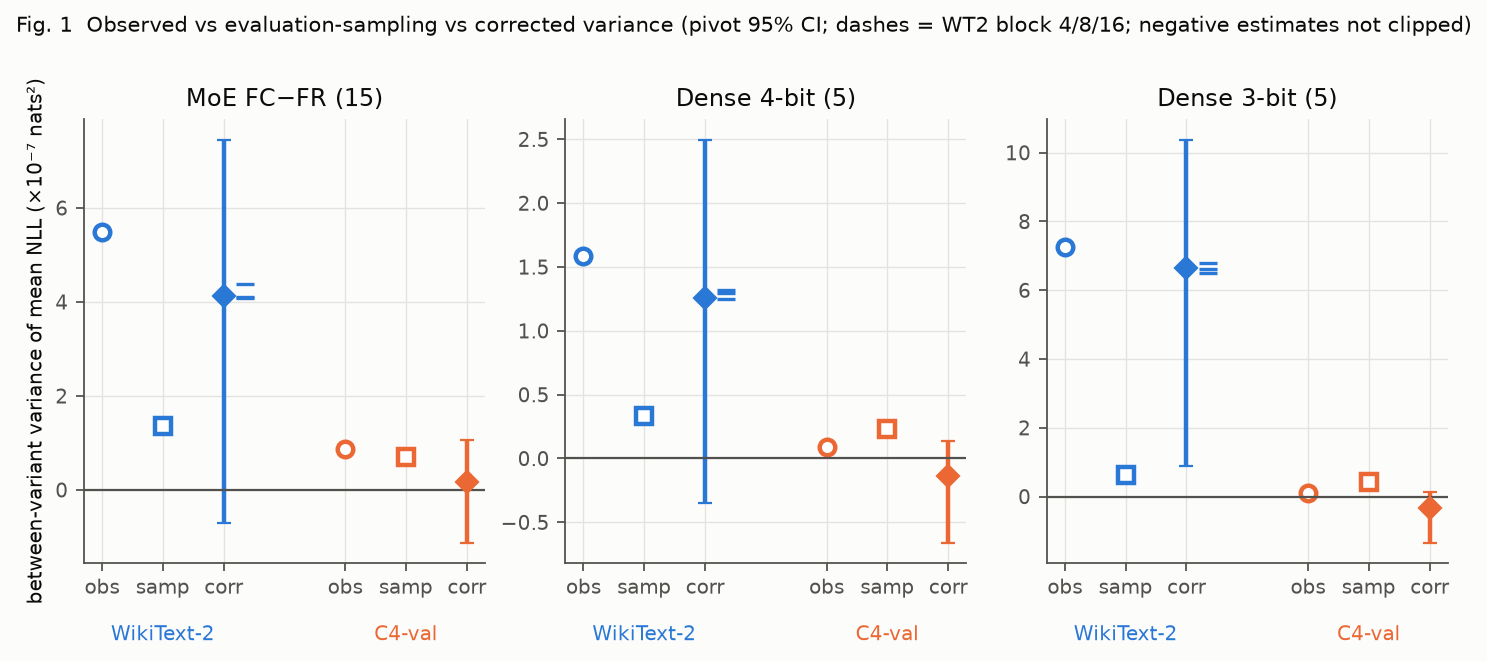 Fig. 1  Observed vs evaluation-sampling vs corrected variance (pivot 95% CI; dashes = WT2 block 4/8/16; negative estimates not clipped)
between-variant variance of mean NLL (×10⁻⁷ nats²)
MoE FC−FR (15)
6
4
2
0
obs samp corr obs samp corr
WikiText-2 C4-val
Dense 4-bit (5)
2.5
2.0
1.5
1.0
0.5
0.0
−0.5
obs samp corr obs samp corr
WikiText-2 C4-val
Dense 3-bit (5)
10
8
6
4
2
0
obs samp corr obs samp corr
WikiText-2 C4-val